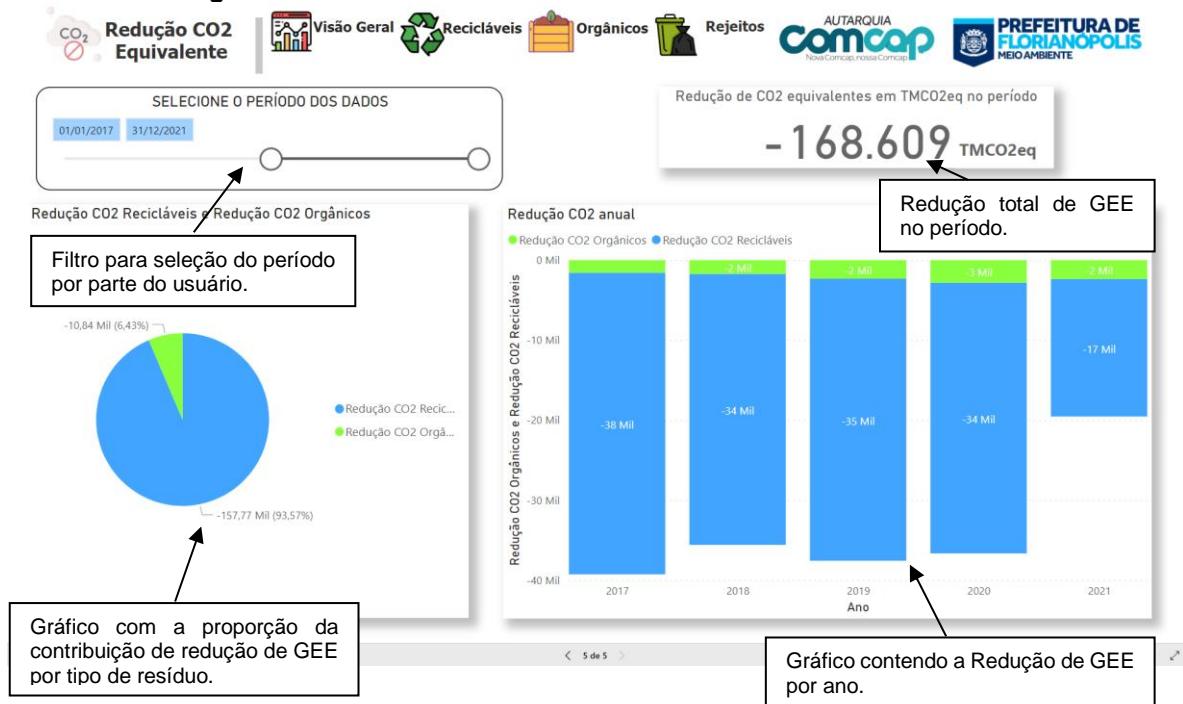 CO2
Redução CO2
Equivalente
Visão Geral
Recicláveis
Orgânicos
Rejeitos
AUTARQUIA
comcap
Nova Comcap, nossa Comcap
PREFEITURA DE
FLORIANÓPOLIS
MEIO AMBIENTE
SELECIONE O PERÍODO DOS DADOS
01/01/2017
31/12/2021
Redução de CO2 equivalentes em TMCO2eq no período
-168.609 TMCO2eq
Redução total de GEE
no período.
Redução CO2 Recicláveis e Redução CO2 Orgânicos
Filtro para seleção do período
por parte do usuário.
-10,84 Mil (6,43%)
Redução CO2 Recic...
Redução CO2 Orgâ...
-157,77 Mil (93,57%)
Gráfico com a proporção da
contribuição de redução de GEE
por tipo de resíduo.
Redução CO2 anual
Redução CO2 Orgânicos
Redução CO2 Recicláveis
Redução CO2 Orgânicos e Redução CO2 Recicláveis
0 Mil
-10 Mil
-20 Mil
-30 Mil
-40 Mil
-2 Mil
-2 Mil
-3 Mil
-2 Mil
-38 Mil
-34 Mil
-35 Mil
-34 Mil
-17 Mil
2017
2018
2019
2020
2021
Ano
5 de 5
Gráfico contendo a Redução de GEE
por ano.